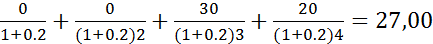 0/1+0.2 + 0/(1+0.2)2 + 30/(1+0.2)3 + 20/(1+0.2)4 = 27,00